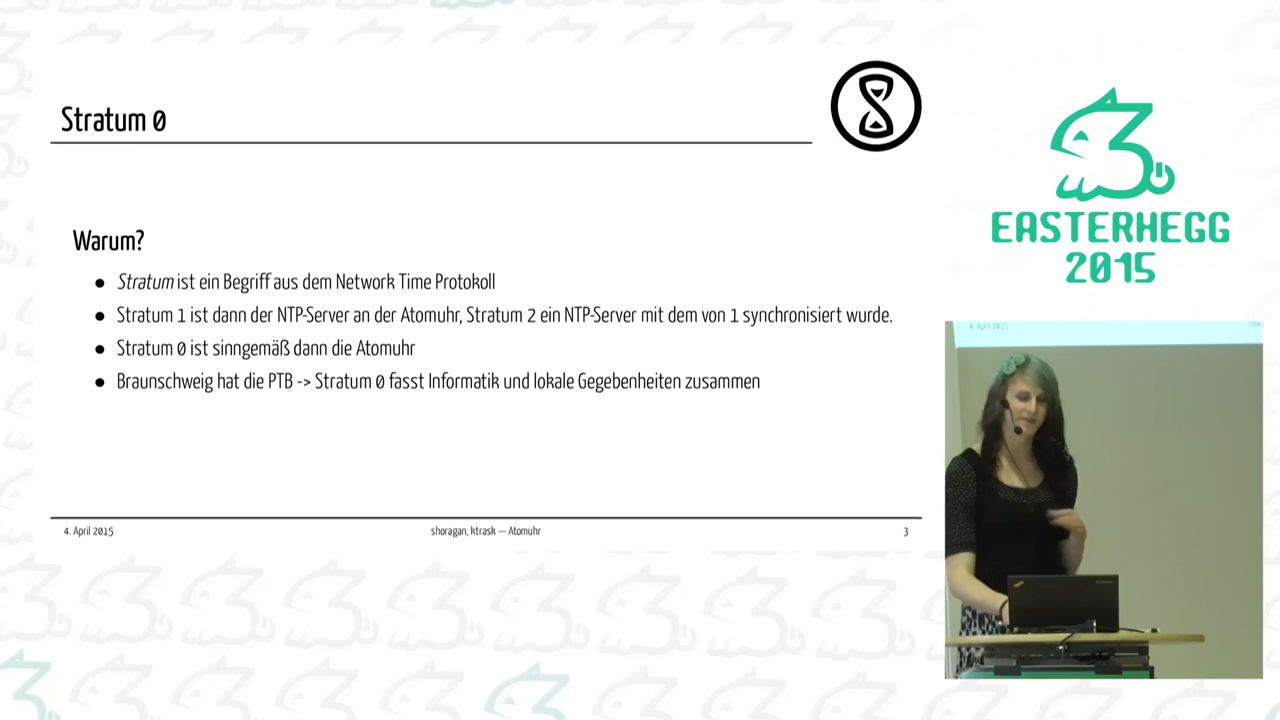 Stratum 0
Warum?
Stratum ist ein Begriff aus dem Network Time Protokoll
Stratum 1 ist dann der NTP-Server an der Atomuhr, Stratum 2 ein NTP-Server mit dem von 1 synchronisiert wurde.
Stratum 0 ist sinngemäß dann die Atomuhr
Braunschweig hat die PTB -> Stratum 0 fasst Informatik und lokale Gegebenheiten zusammen
4. April 2015
shoragan, ktrask — Atomuhr
3
EASTERHEGG
2015
4. April 2015